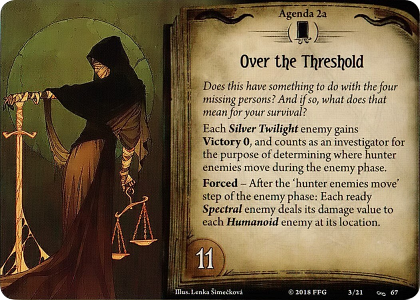 Agenda 2a
Over the Threshold
Does this have something to do with the four
missing persons? And if so, what does that
mean for your survival?
Each Silver Twilight enemy gains
Victory 0, and counts as an investigator for
the purpose of determining where hunter
enemies move during the enemy phase.
Forced – After the ‘hunter enemies move’
step of the enemy phase: Each ready
Spectral enemy deals its damage value to
each Humanoid enemy at its location.
11
Illus. Lenka Šimečková
© 2018 FFG
3/21
67